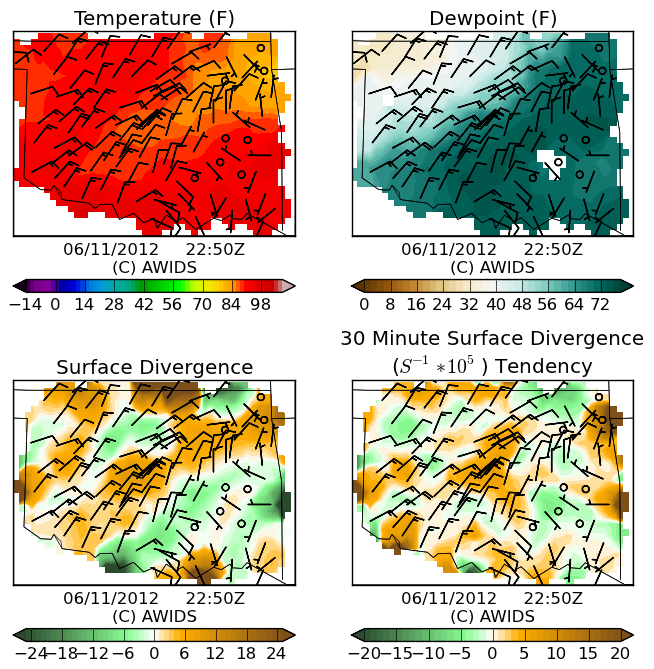 Temperature (F)
Dewpoint (F)
06/11/2012 22:50Z
(C) AWIDS
−14 0 14 28 42 56 70 84 98
06/11/2012 22:50Z
(C) AWIDS
0 8 16 24 32 40 48 56 64 72
Surface Divergence
30 Minute Surface Divergence
(S⁻¹ *10⁵ ) Tendency
06/11/2012 22:50Z
(C) AWIDS
−24 −18 −12 −6 0 6 12 18 24
06/11/2012 22:50Z
(C) AWIDS
−20 −15 −10 −5 0 5 10 15 20